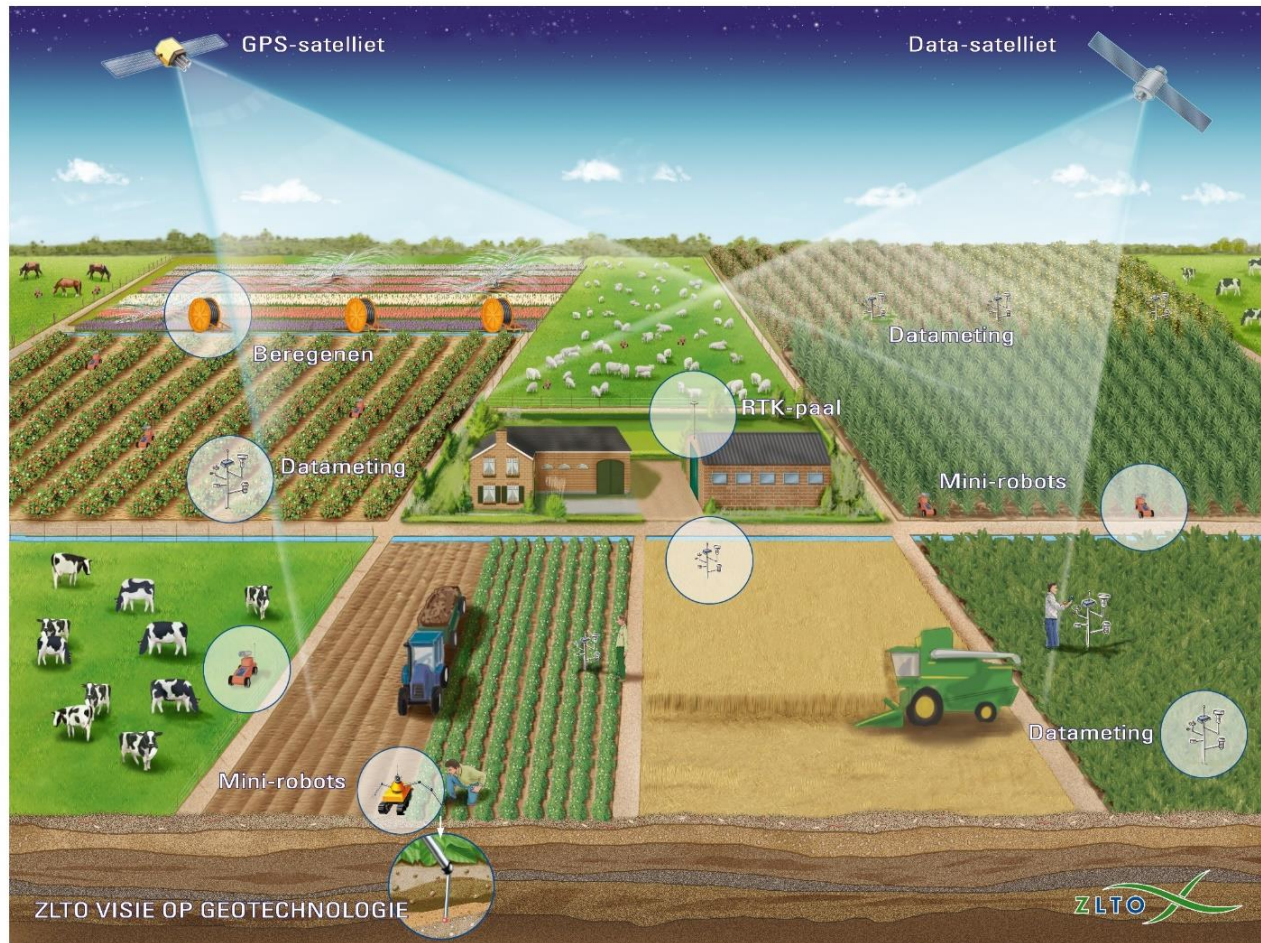 GPS-satelliet
Data-satelliet
Beregenen
Datameting
RTK-paal
Datameting
Mini-robots
Mini-robots
Datameting
ZLTO VISIE OP GEOTECHNOLOGIE
ZLTO